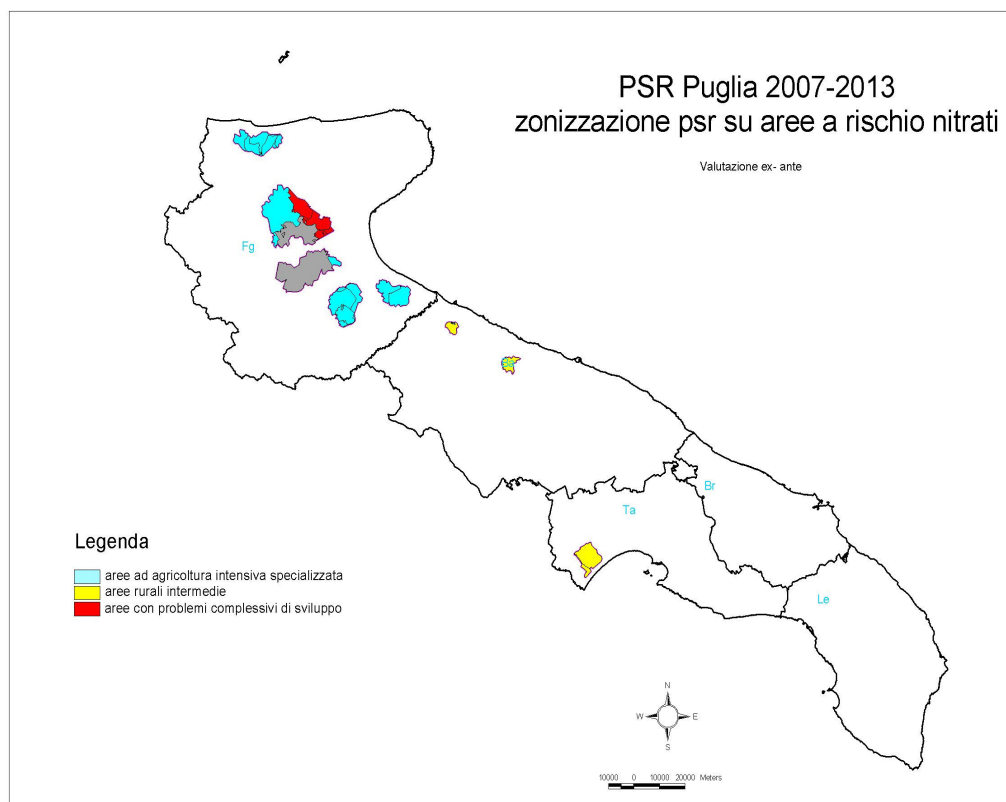 PSR Puglia 2007-2013
zonizzazione psr su aree a rischio nitrati
Valutazione ex- ante
Fg
Br
Ta
Le
Legenda
aree ad agricoltura intensiva specializzata
aree rurali intermedie
aree con problemi complessivi di sviluppo
N
W E
S
10000 0 10000 20000 Meters